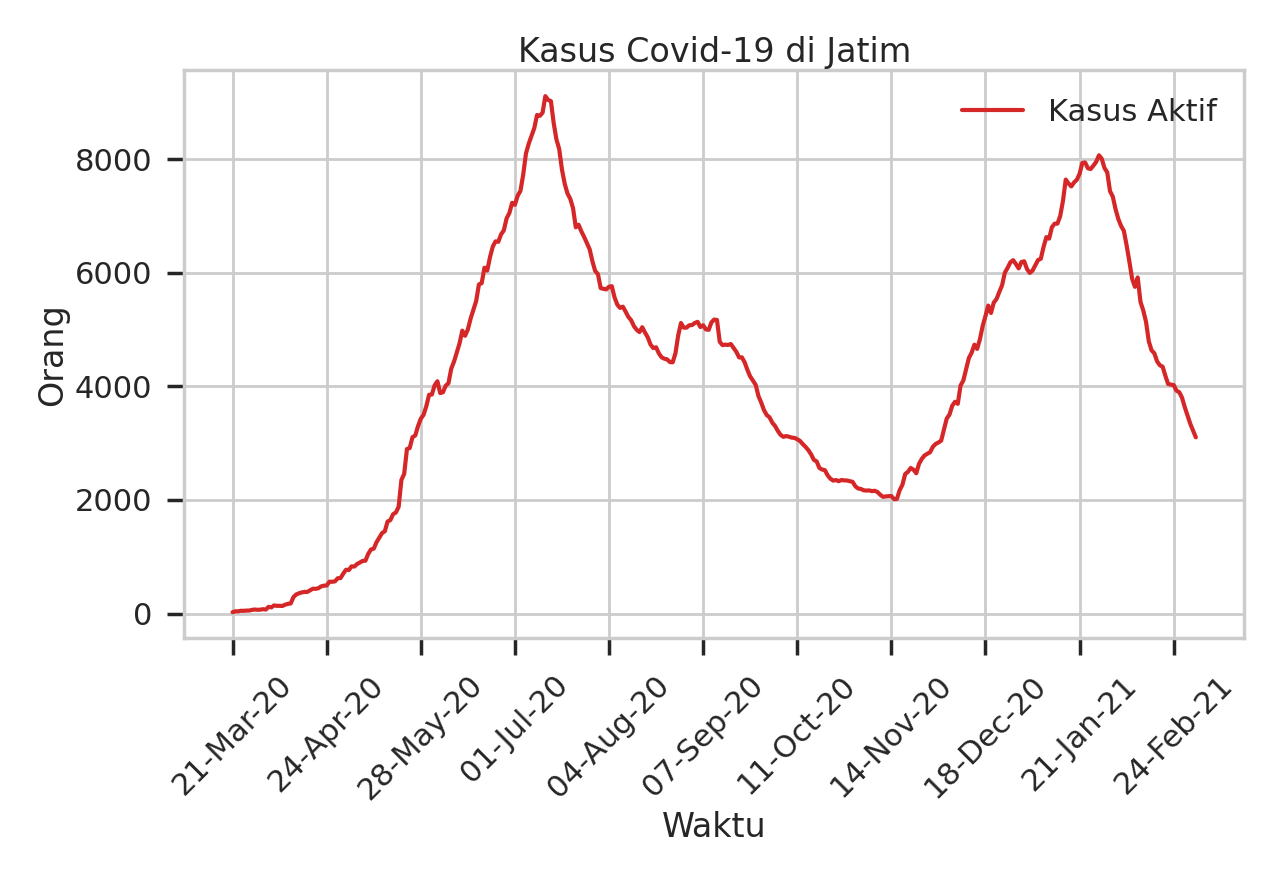 Kasus Covid-19 di Jatim
Kasus Aktif
Orang
8000
6000
4000
2000
0
21-Mar-20
24-Apr-20
28-May-20
01-Jul-20
04-Aug-20
07-Sep-20
11-Oct-20
14-Nov-20
18-Dec-20
21-Jan-21
24-Feb-21
Waktu